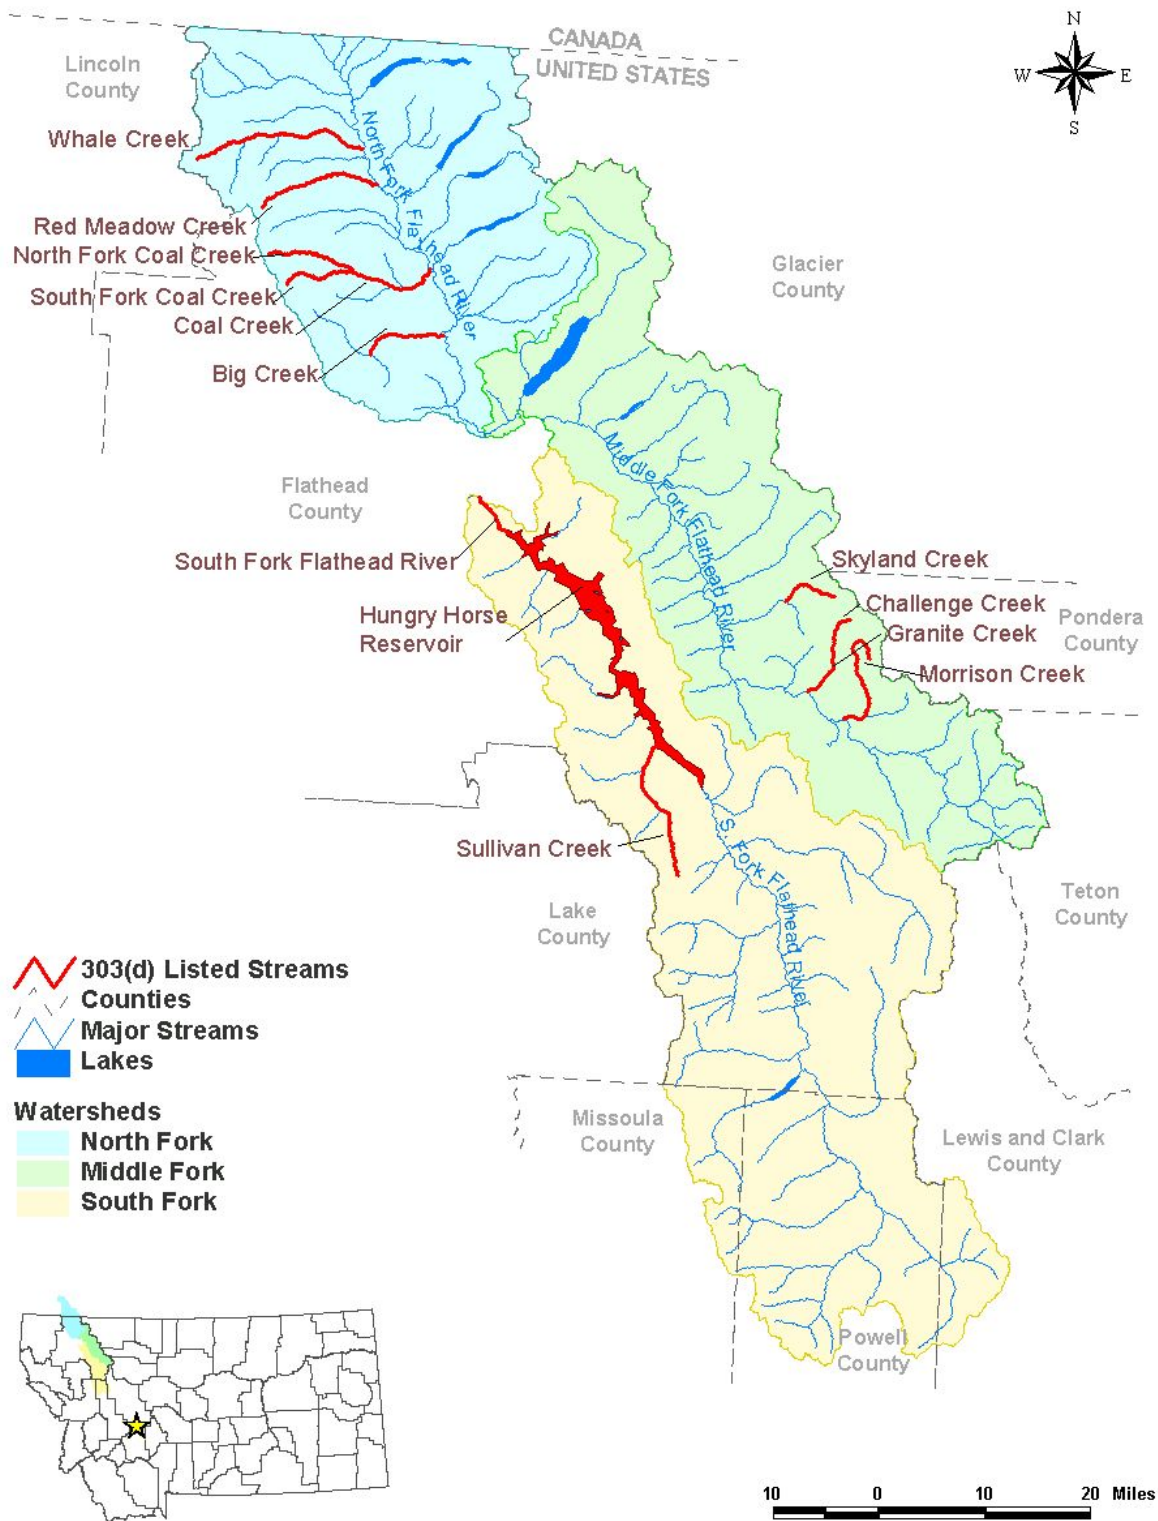 N
W E
S
CANADA
UNITED STATES
Lincoln
County
Whale Creek
North Fork Flathead River
Red Meadow Creek
North Fork Coal Creek
South Fork Coal Creek
Coal Creek
Big Creek
Glacier
County
Middle Fork Flathead River
Flathead
County
South Fork Flathead River
Hungry Horse
Reservoir
Skyland Creek
Challenge Creek
Granite Creek
Morrison Creek
Pondera
County
Sullivan Creek
S. Fork Flathead River
Lake
County
Teton
County
303(d) Listed Streams
Counties
Major Streams
Lakes
Watersheds
North Fork
Middle Fork
South Fork
Missoula
County
Lewis and Clark
County
Powell
County
10 0 10 20 Miles